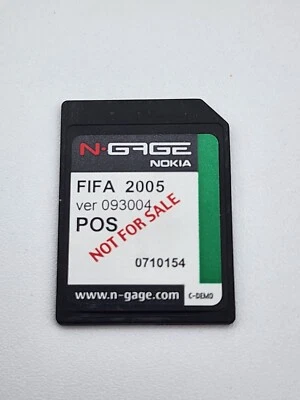 N-GAGE
NOKIA
FIFA 2005
ver 093004
POS
NOT FOR SALE
0710154
www.n-gage.com
C-DEMO